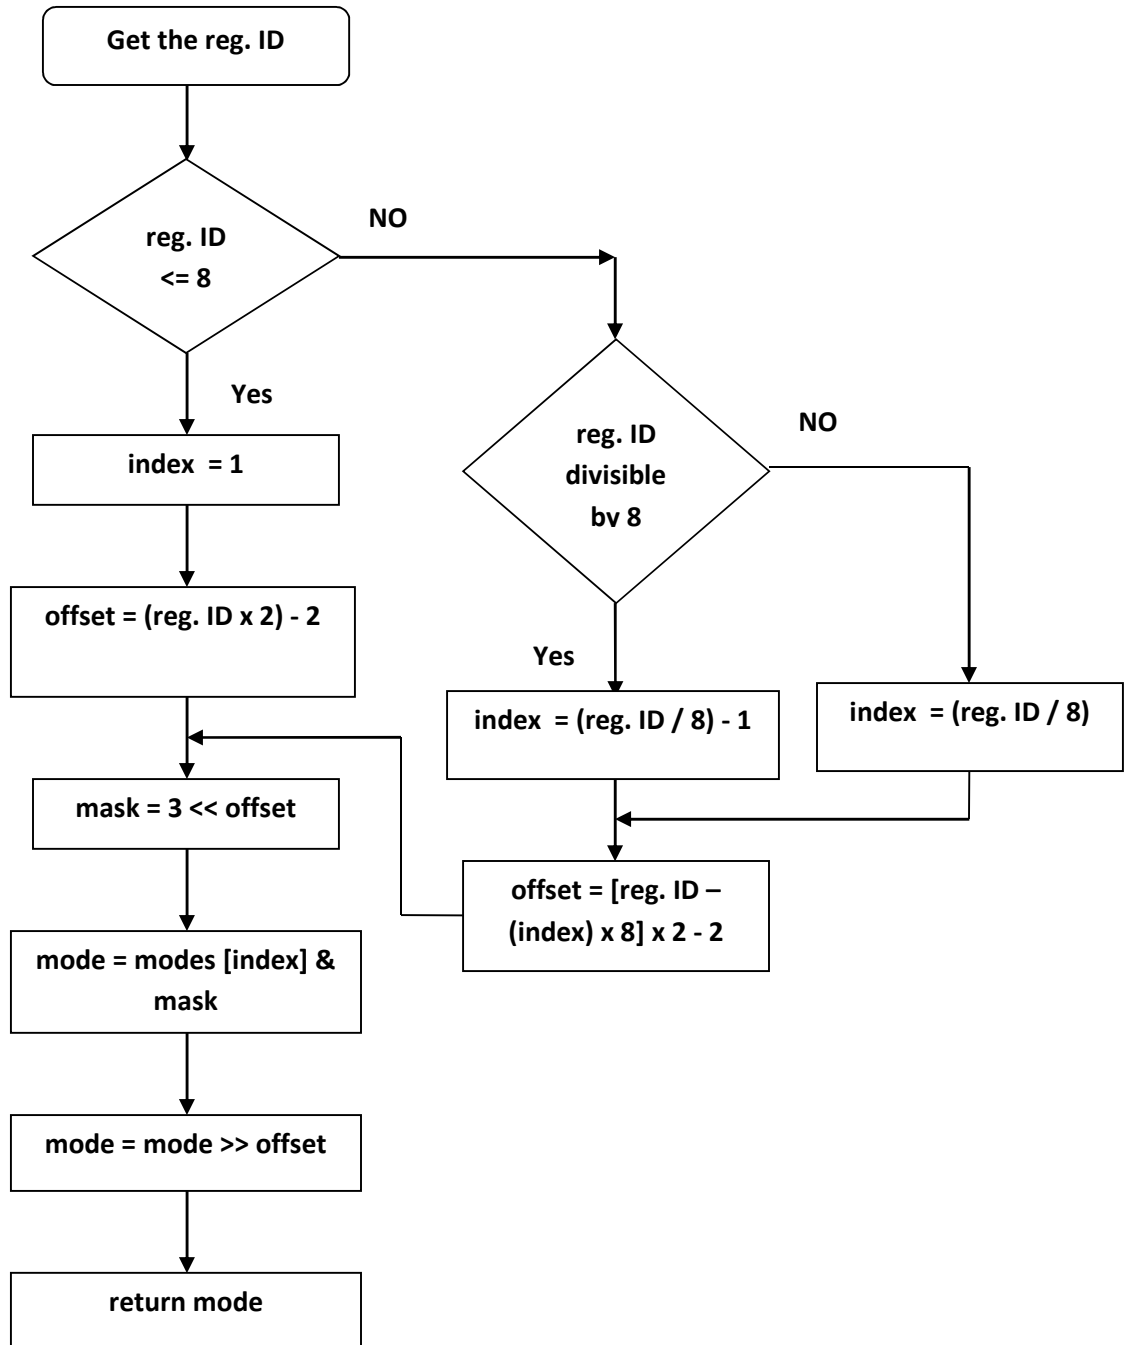 Get the reg. ID
reg. ID
<= 8
NO
Yes
index = 1
offset = (reg. ID x 2) - 2
reg. ID
divisible
bv 8
NO
Yes
index = (reg. ID / 8) - 1
index = (reg. ID / 8)
offset = [reg. ID –
(index) x 8] x 2 - 2
mask = 3 << offset
mode = modes [index] &
mask
mode = mode >> offset
return mode